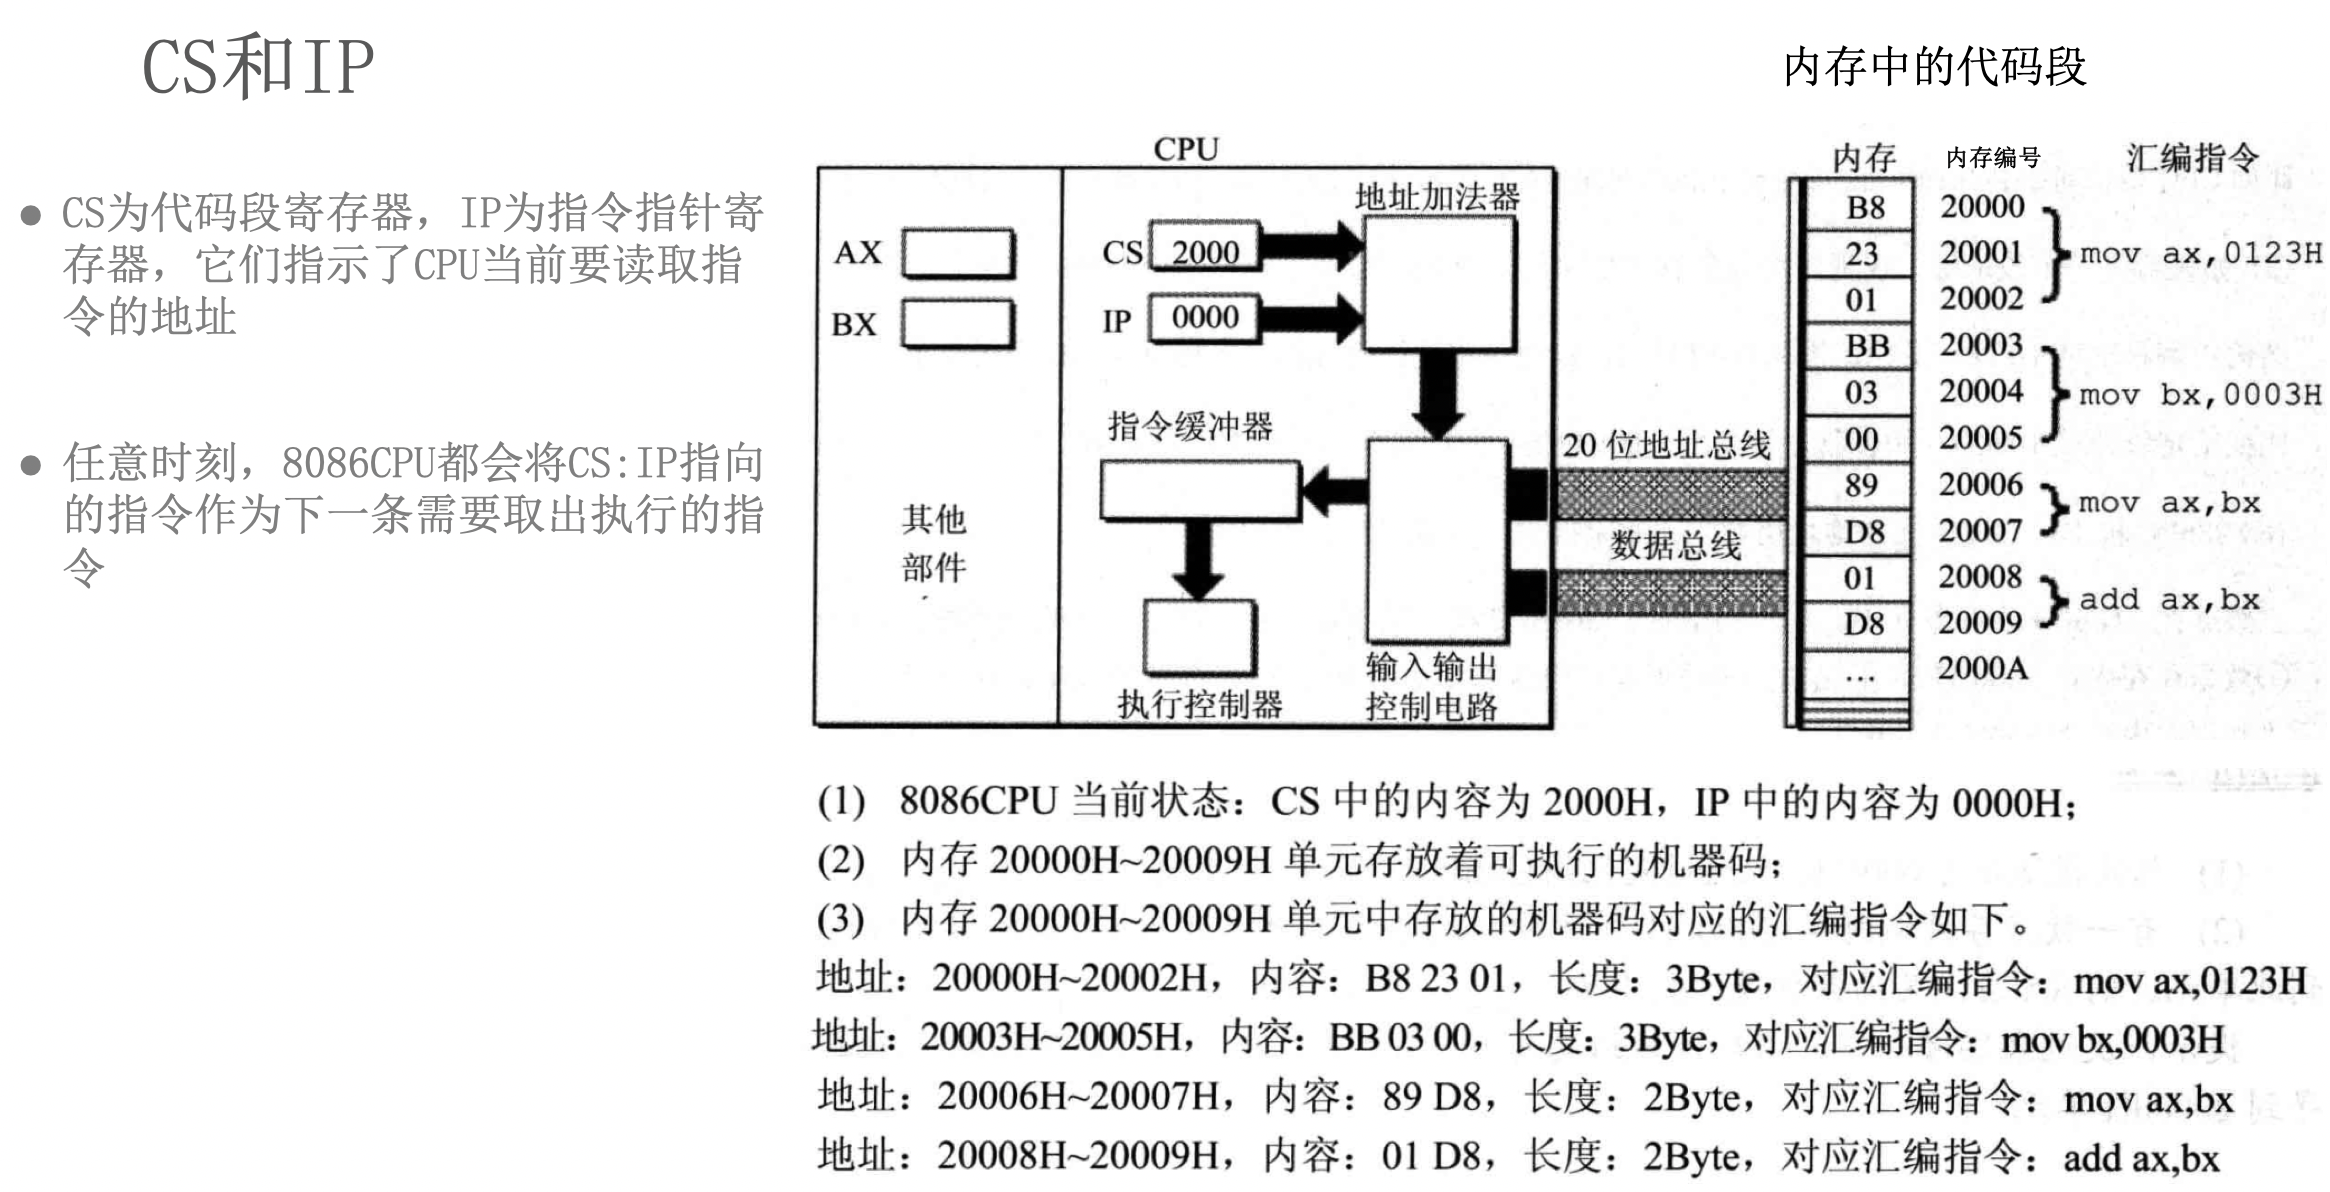 CS和IP
内存中的代码段
● CS为代码段寄存器，IP为指令指针寄
存器，它们指示了CPU当前要读取指
令的地址
● 任意时刻，8086CPU都会将CS:IP指向
的指令作为下一条需要取出执行的指
令
CPU
地址加法器
AX
BX
CS 2000
IP 0000
指令缓冲器
其他
部件
执行控制器
输入输出
控制电路
20 位地址总线
数据总线
内存 内存编号 汇编指令
B8 20000
23 20001 mov ax,0123H
01 20002
BB 20003
03 20004 mov bx,0003H
00 20005
89 20006 mov ax,bx
D8 20007
01 20008 add ax,bx
D8 20009
… 2000A
(1) 8086CPU 当前状态：CS 中的内容为 2000H，IP 中的内容为 0000H；
(2) 内存 20000H~20009H 单元存放着可执行的机器码；
(3) 内存 20000H~20009H 单元中存放的机器码对应的汇编指令如下。
地址：20000H~20002H，内容：B8 23 01，长度：3Byte，对应汇编指令：mov ax,0123H
地址：20003H~20005H，内容：BB 03 00，长度：3Byte，对应汇编指令：mov bx,0003H
地址：20006H~20007H，内容：89 D8，长度：2Byte，对应汇编指令：mov ax,bx
地址：20008H~20009H，内容：01 D8，长度：2Byte，对应汇编指令：add ax,bx